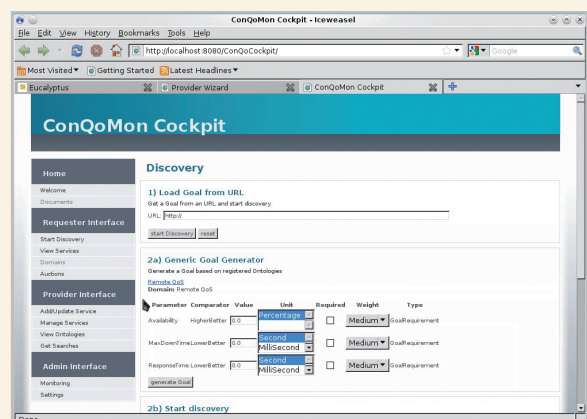 ConQoMon Cockpit - Iceweasel
File Edit View History Bookmarks Tools Help
http://localhost:8080/ConQoCockpit/
Google
Most Visited Getting Started Latest Headlines
Eucalyptus Provider Wizard ConQoMon Cockpit
ConQoMon Cockpit
Home
Welcome
Documents
Requester Interface
Start Discovery
View Services
Domains
Auctions
Provider Interface
Add/Update Service
Manage Services
View Ontologies
Get Searches
Admin Interface
Monitoring
Settings
Discovery
1) Load Goal from URL
Get a Goal from an URL and start discovery
URL: http://
start Discovery reset
2a) Generic Goal Generator
Generate a Goal based on registered Ontologies
Remote QoS
Domain: Remote QoS
Parameter Comparator Value Unit Required Weight Type
Availability HigherBetter 0.0 Percentage Medium GoalRequirement
MaxDownTime LowerBetter 0.0 Second MilliSecond Medium GoalRequirement
ResponseTime LowerBetter 0.0 Second MilliSecond Medium GoalRequirement
generate Goal
2b) Start discovery
Done